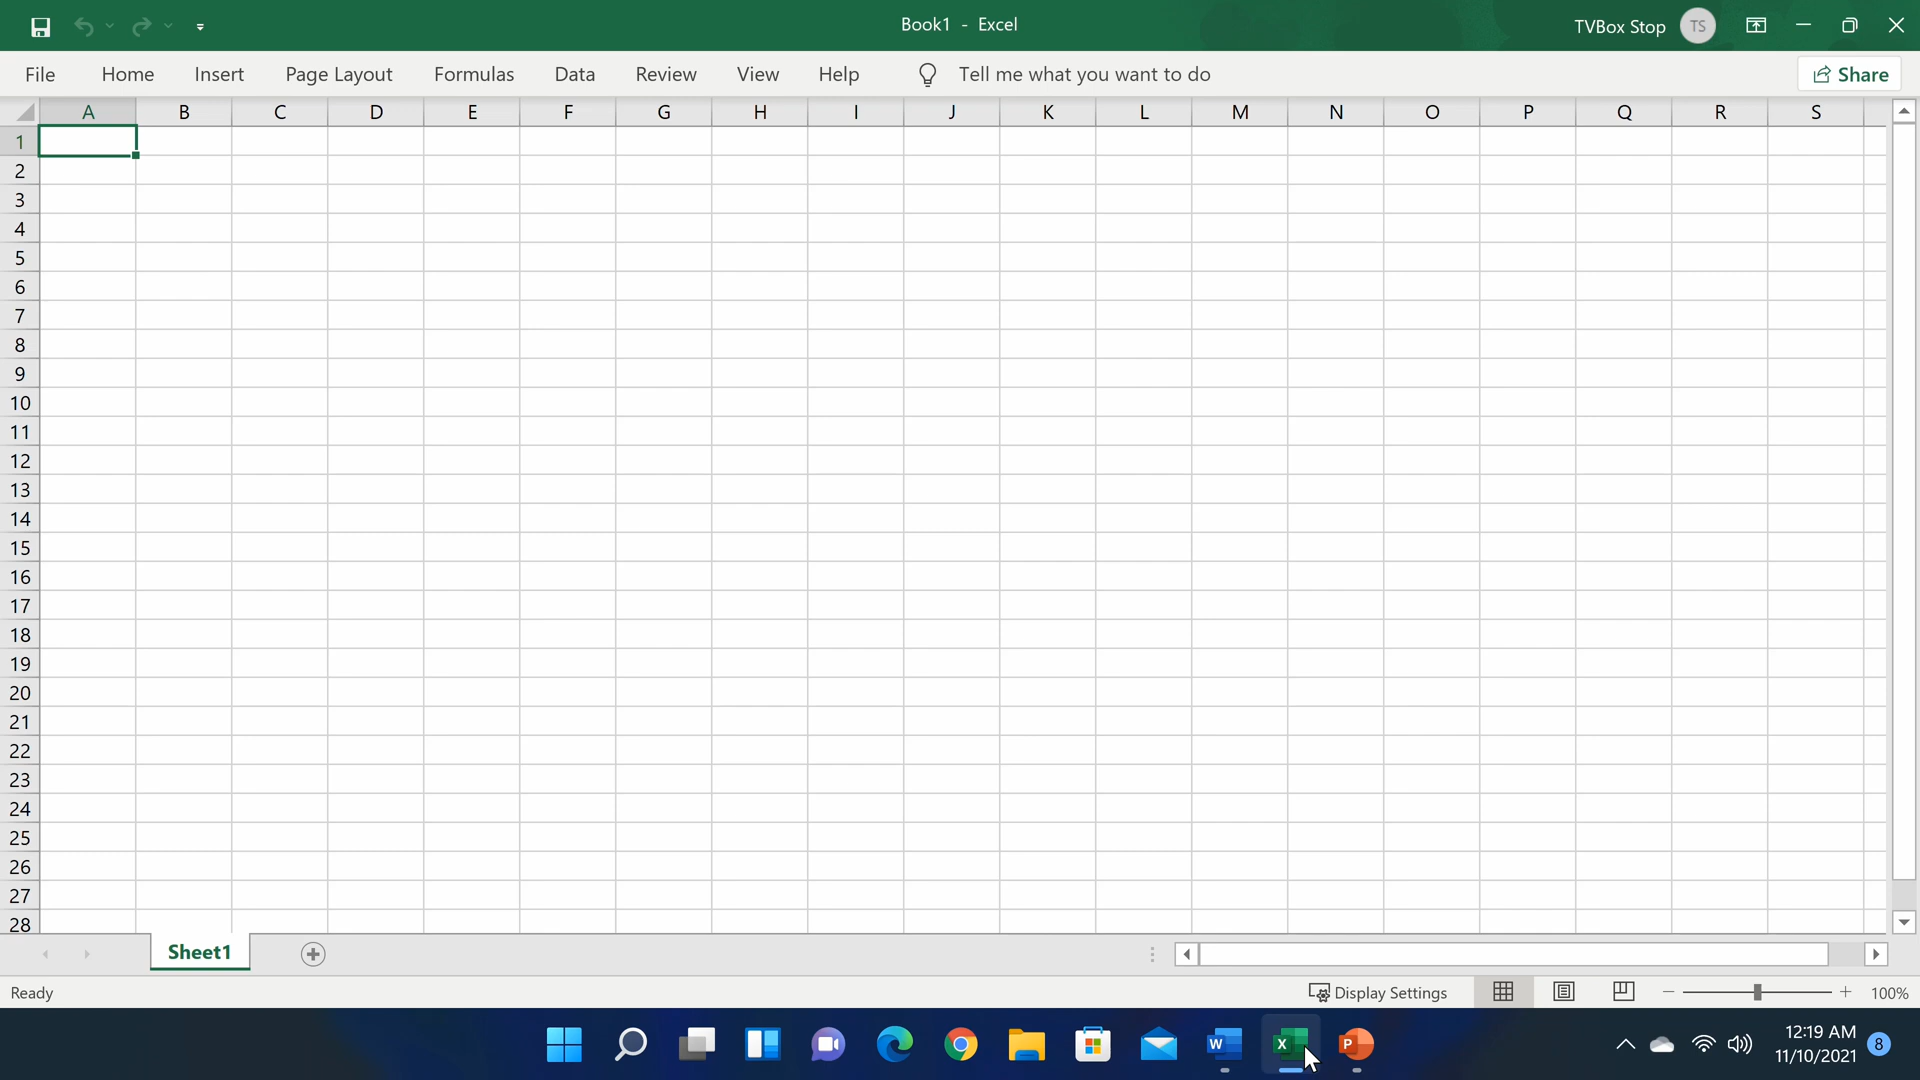 Book1 - Excel
TVBox Stop
TS
File Home Insert Page Layout Formulas Data Review View Help Tell me what you want to do Share
A B C D E F G H I J K L M N O P Q R S
1
2
3
4
5
6
7
8
9
10
11
12
13
14
15
16
17
18
19
20
21
22
23
24
25
26
27
28
Sheet1
Ready
Display Settings
100%
W
X
P
12:19 AM
11/10/2021
8